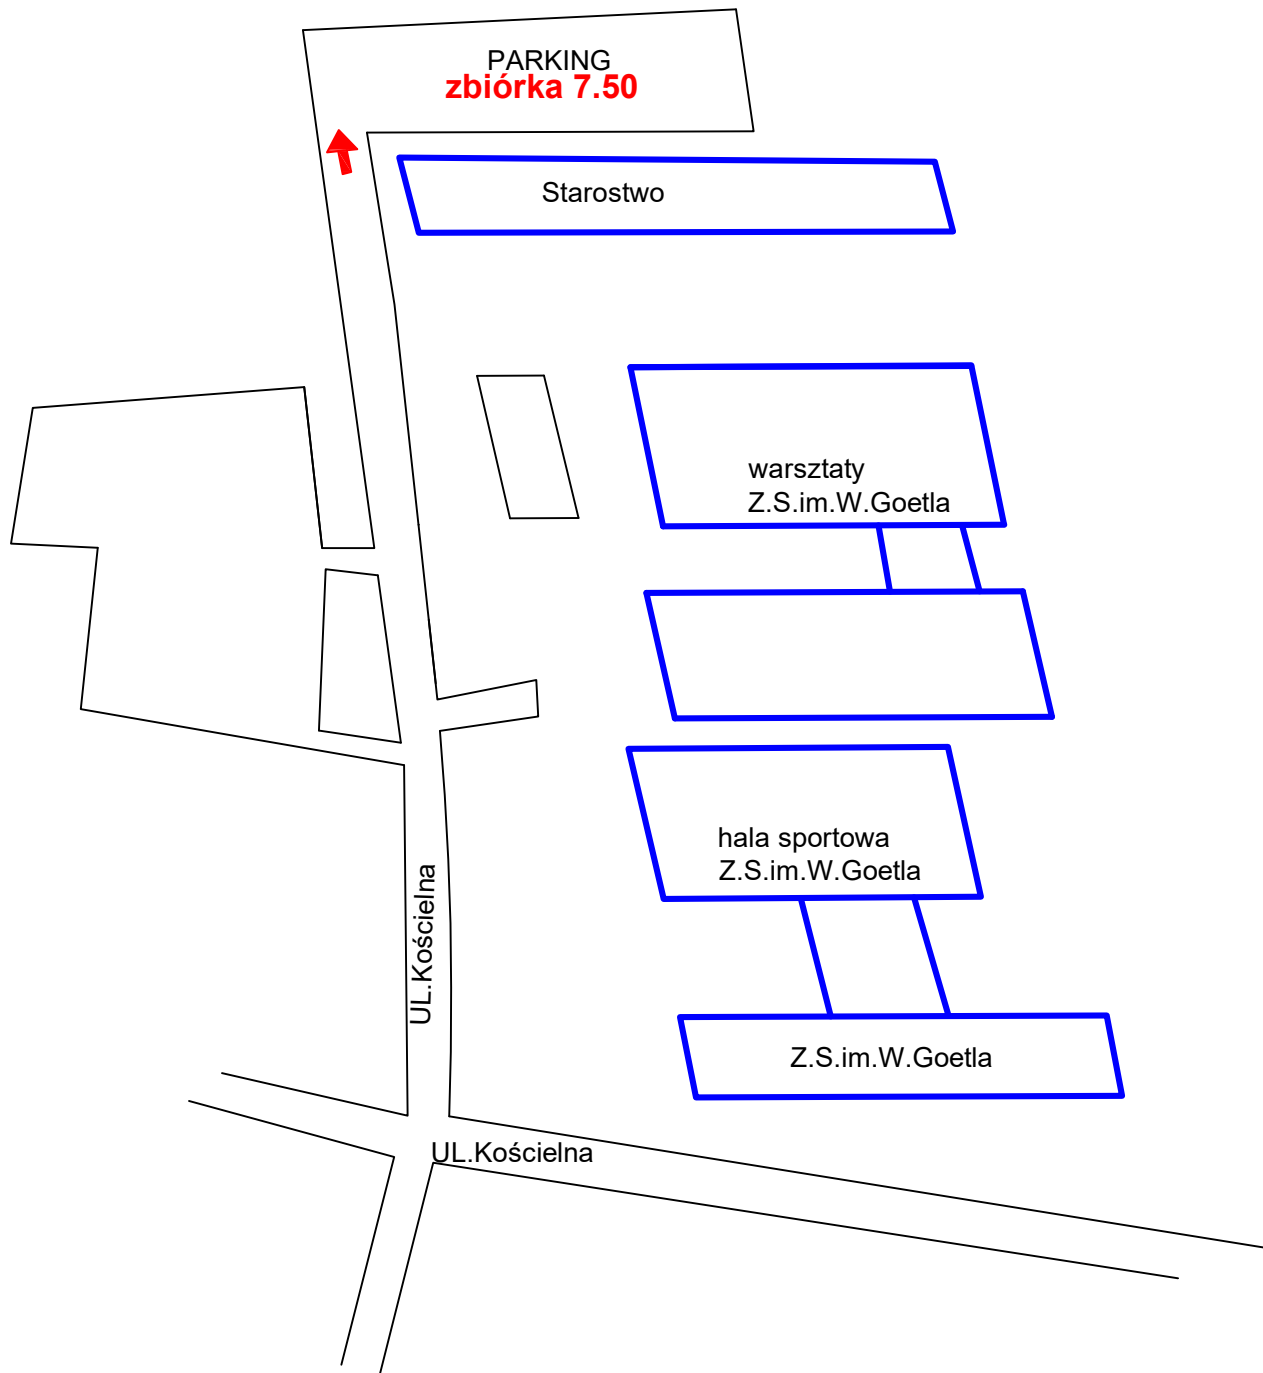 PARKING
zbiórka 7.50
Starostwo
warsztaty
Z.S.im.W.Goetla
hala sportowa
Z.S.im.W.Goetla
UL.Kościelna
Z.S.im.W.Goetla
UL.Kościelna